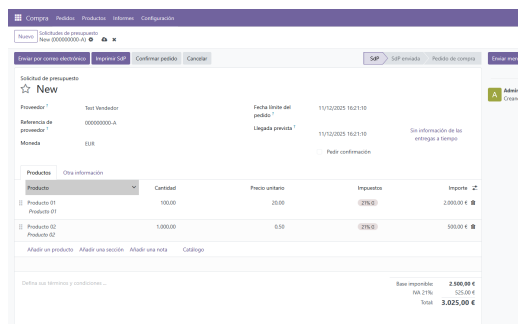 Compra Pedidos Productos Informes Configuración
Nuevo Solicitudes de presupuesto
New (000000000-A)
Enviar por correo electrónico Imprimir SdP Confirmar pedido Cancelar SdP SdP enviada Pedido de compra Enviar men
Solicitud de presupuesto
New
Proveedor ? Test Vendedor Fecha límite del pedido ? 11/12/2025 16:21:10
Referencia de proveedor ? 000000000-A Llegada prevista ? 11/12/2025 16:21:10 Sin información de las entregas a tiempo
Moneda EUR
Pedir confirmación
A Admin
Crean
Productos Otra información
Producto Cantidad Precio unitario Impuestos Importe
Producto 01 100,00 20,00 21% G 2.000,00 €
Producto 01
Producto 02 1.000,00 0,50 21% G 500,00 €
Producto 02
Añadir un producto Añadir una sección Añadir una nota Catálogo
Defina sus términos y condiciones ...
Base imponible: 2.500,00 €
IVA 21%: 525,00 €
Total: 3.025,00 €